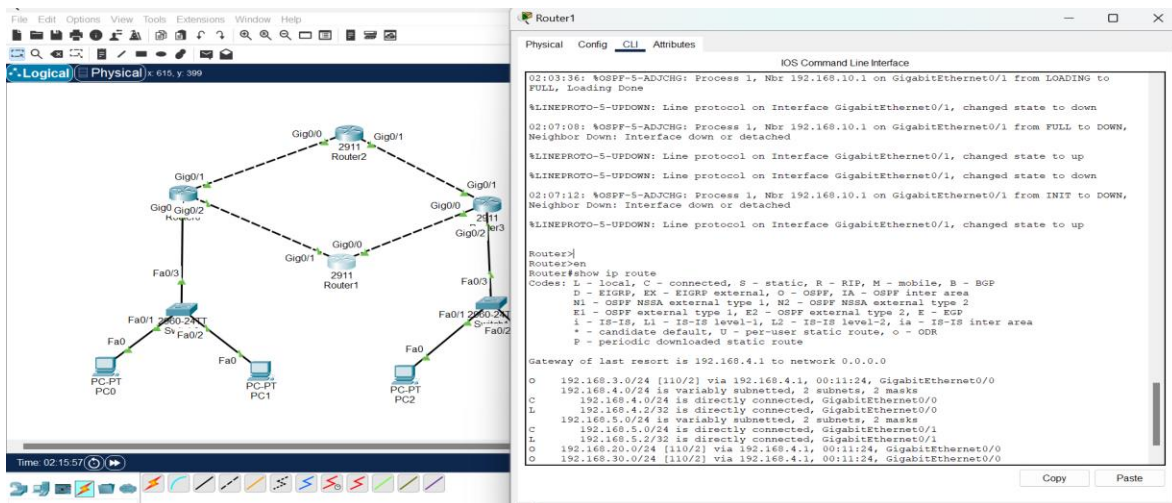 File Edit Options View Tools Extensions Window Help
Logical Physical x: 615, y: 399
Gig0/0
Gig0/1
2911
Router2
Gig0/1
Gig0/2
Gig0/1
Gig0/0
2911
Gig0/2
Gig0/0
Gig0/1
2911
Router1
Fa0/3
Fa0/3
Fa0/1
Fa0/2
Fa0/1
Fa0/2
Fa0
Fa0
Fa0
PC-PT
PC0
PC-PT
PC1
PC-PT
PC2
Time: 02:15:57
Router1
Physical Config CLI Attributes
IOS Command Line Interface
02:03:36: %OSPF-5-ADJCHG: Process 1, Nbr 192.168.10.1 on GigabitEthernet0/1 from LOADING to
FULL, Loading Done
%LINEPROTO-5-UPDOWN: Line protocol on Interface GigabitEthernet0/1, changed state to down
02:07:08: %OSPF-5-ADJCHG: Process 1, Nbr 192.168.10.1 on GigabitEthernet0/1 from FULL to DOWN,
Neighbor Down: Interface down or detached
%LINEPROTO-5-UPDOWN: Line protocol on Interface GigabitEthernet0/1, changed state to up
%LINEPROTO-5-UPDOWN: Line protocol on Interface GigabitEthernet0/1, changed state to down
02:07:12: %OSPF-5-ADJCHG: Process 1, Nbr 192.168.10.1 on GigabitEthernet0/1 from INIT to DOWN,
Neighbor Down: Interface down or detached
%LINEPROTO-5-UPDOWN: Line protocol on Interface GigabitEthernet0/1, changed state to up
Router>
Router>en
Router#show ip route
Codes: L - local, C - connected, S - static, R - RIP, M - mobile, B - BGP
D - EIGRP, EX - EIGRP external, O - OSPF, IA - OSPF inter area
N1 - OSPF NSSA external type 1, N2 - OSPF NSSA external type 2
E1 - OSPF external type 1, E2 - OSPF external type 2, E - EGP
i - IS-IS, L1 - IS-IS level-1, L2 - IS-IS level-2, ia - IS-IS inter area
* - candidate default, U - per-user static route, o - ODR
P - periodic downloaded static route
Gateway of last resort is 192.168.4.1 to network 0.0.0.0
O 192.168.3.0/24 [110/2] via 192.168.4.1, 00:11:24, GigabitEthernet0/0
192.168.4.0/24 is variably subnetted, 2 subnets, 2 masks
C 192.168.4.0/24 is directly connected, GigabitEthernet0/0
L 192.168.4.2/32 is directly connected, GigabitEthernet0/0
192.168.5.0/24 is variably subnetted, 2 subnets, 2 masks
C 192.168.5.0/24 is directly connected, GigabitEthernet0/1
L 192.168.5.2/32 is directly connected, GigabitEthernet0/1
O 192.168.20.0/24 [110/2] via 192.168.4.1, 00:11:24, GigabitEthernet0/0
O 192.168.30.0/24 [110/2] via 192.168.4.1, 00:11:24, GigabitEthernet0/0
Copy Paste